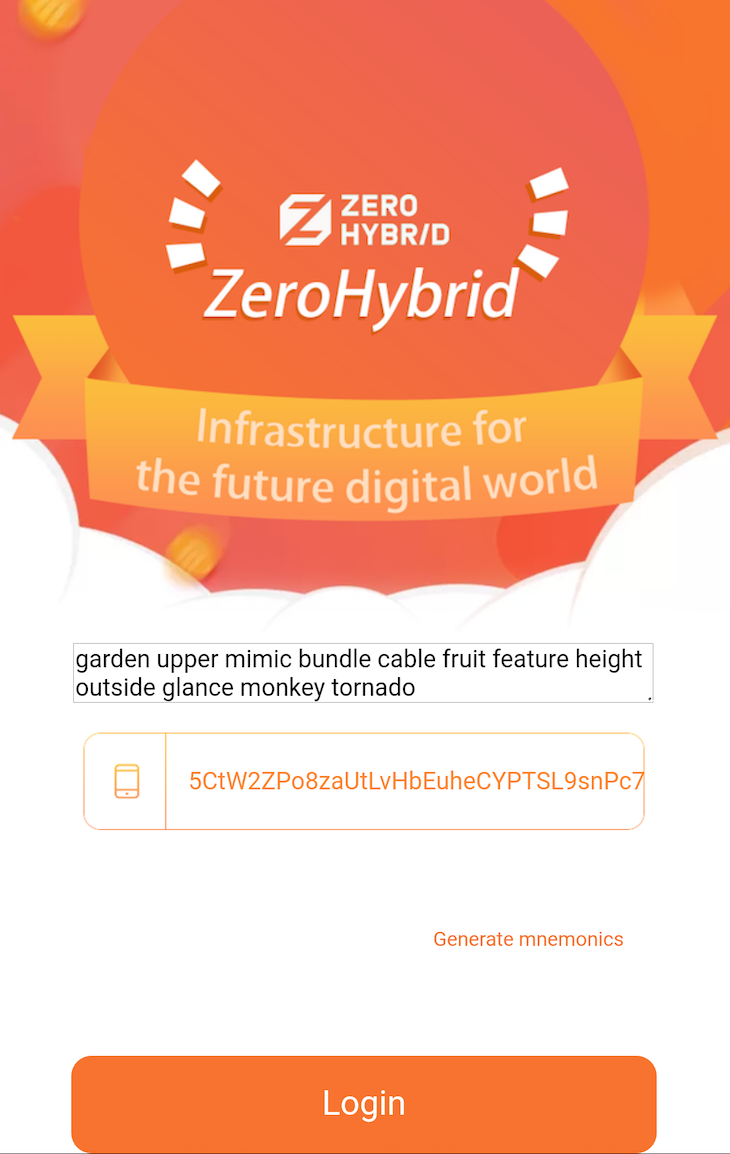 ZERO
HYBR/D
ZeroHybrid
Infrastructure for
the future digital world
garden upper mimic bundle cable fruit feature height
outside glance monkey tornado
5CtW2ZPo8zaUtLvHbEuheCYPTSL9snPc7
Generate mnemonics
Login